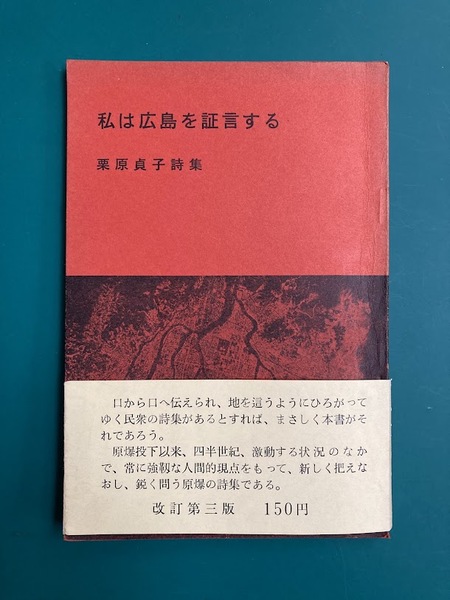 私は広島を証言する
栗原貞子詩集
口から口へ伝えられ、地を這うようにひろがって
ゆく民衆の詩集があるとすれば、まさしく本書がそ
れであろう。
原爆投下以来、四半世紀、激動する状況のなか
で、常に強靱な人間的現点をもって、新しく把えな
おし、鋭く問う原爆の詩集である。
改訂第三版 150円